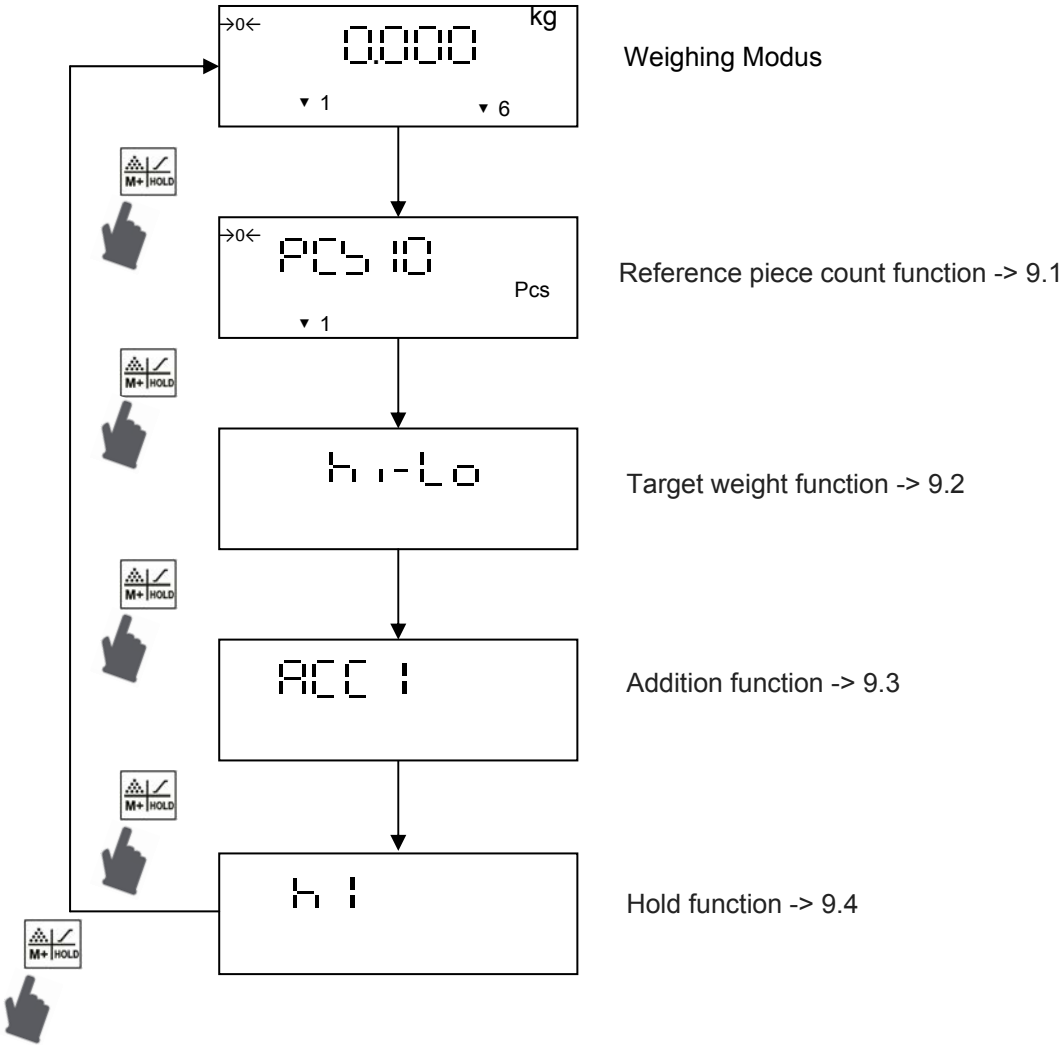 →0← kg
0.000
▼ 1 ▼ 6
Weighing Modus
M+ HOLD
→0← PCS 10
Pcs
▼ 1
Reference piece count function -> 9.1
M+ HOLD
hi-Lo
Target weight function -> 9.2
M+ HOLD
ACC 1
Addition function -> 9.3
M+ HOLD
h 1
Hold function -> 9.4
M+ HOLD